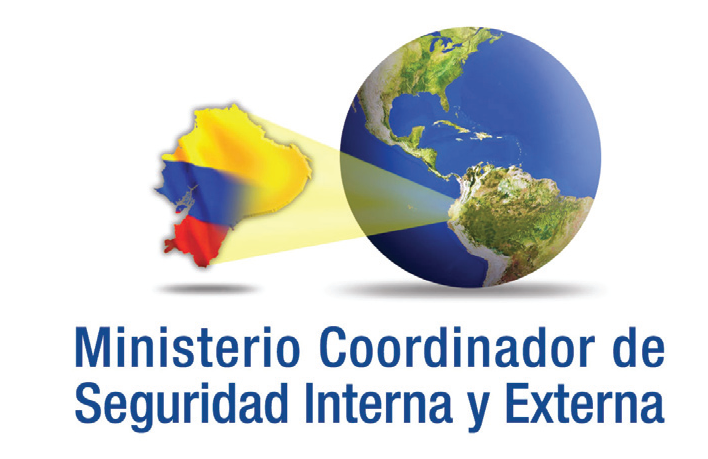 Ministerio Coordinador de
Seguridad Interna y Externa